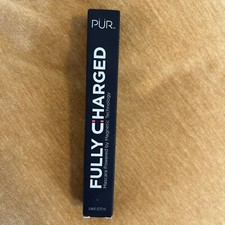 PÜR
FULLY CHARGED
Mascara Powered by Magnetic Technology